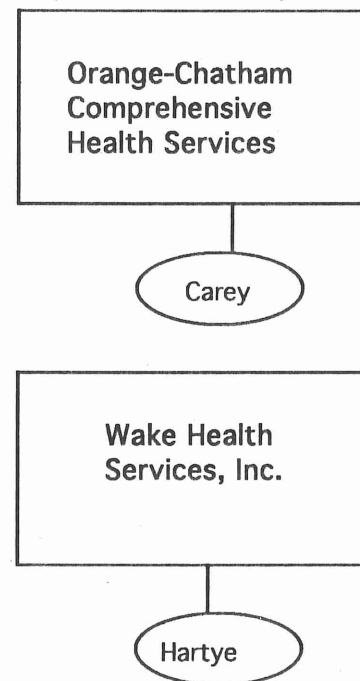 Orange-Chatham
Comprehensive
Health Services
Carey
Wake Health
Services, Inc.
Hartye